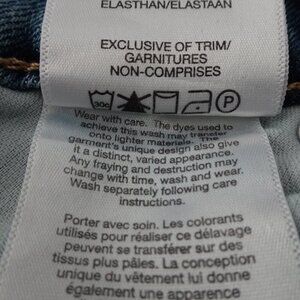 ELASTHAN/ELASTAAN
EXCLUSIVE OF TRIM/
GARNITURES
NON-COMPRISES
30c
P
Wear with care. The dyes used to
achieve this wash may transfer
onto lighter materials. The
garment's unique design also give
it a distinct, varied appearance.
Any fraying and destruction may
change with time, wear and wash.
Wash separately following care
instructions.
Porter avec soin. Les colorants
utilisés pour réaliser ce délavage
peuvent se transférer sur des
tissus plus pâles. La conception
unique du vêtement lui donne
également une apparence